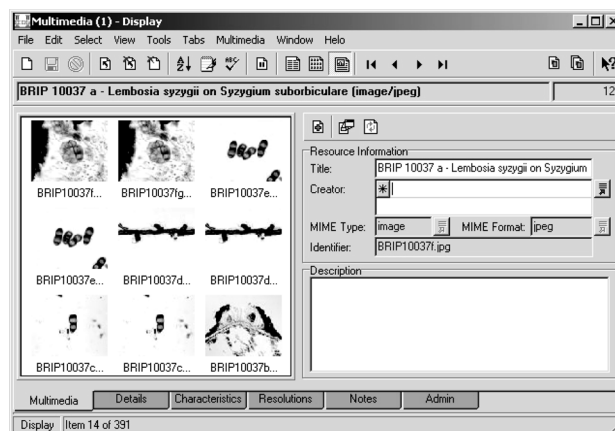 Multimedia (1) - Display
File Edit Select View Tools Tabs Multimedia Window Help
BRIP 10037 a - Lembosia syzygii on Syzygium suborbiculare (image/jpeg) 12
BRIP10037f... BRIP10037fg... BRIP10037e...
BRIP10037e... BRIP10037d... BRIP10037d...
BRIP10037c... BRIP10037c... BRIP10037b...
Resource Information
Title: BRIP 10037 a - Lembosia syzygii on Syzygium
Creator:
MIME Type: image MIME Format: jpeg
Identifier: BRIP10037f.jpg
Description
Multimedia Details Characteristics Resolutions Notes Admin
Display Item 14 of 391